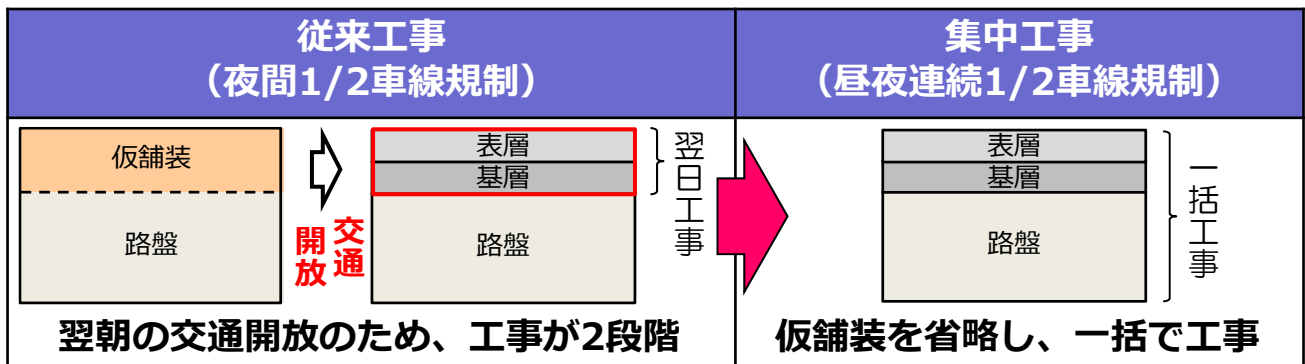 従来工事
（夜間1/2車線規制）
集中工事
（昼夜連続1/2車線規制）
仮舗装
路盤
交通
開放
表層
基層
路盤
翌日工事
翌朝の交通開放のため、工事が2段階
表層
基層
路盤
一括工事
仮舗装を省略し、一括で工事